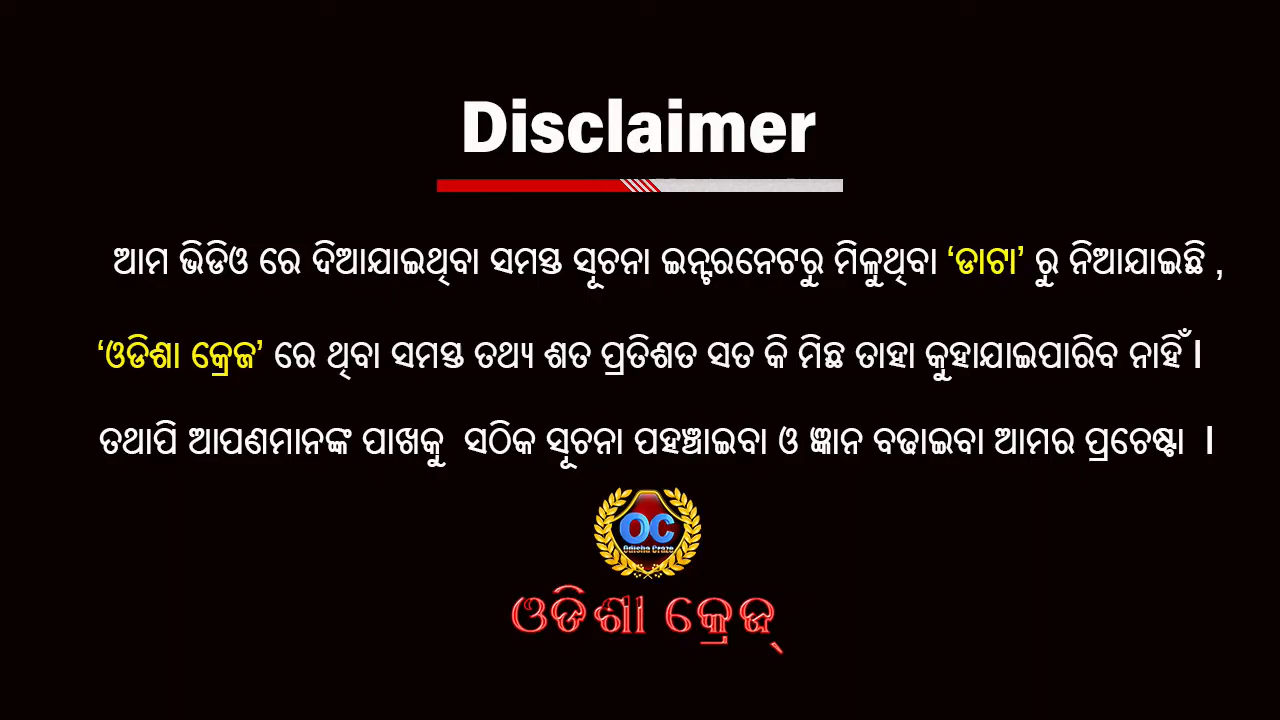 Disclaimer
ଆମ ଭିଡିଓ ରେ ଦିଆଯାଇଥିବା ସମସ୍ତ ସୂଚନା ଇନ୍ଟରନେଟରୁ ମିଳୁଥିବା ‘ଡାଟା’ ରୁ ନିଆଯାଇଛି ,
‘ଓଡିଶା କ୍ରେଜ’ ରେ ଥିବା ସମସ୍ତ ତଥ୍ୟ ଶତ ପ୍ରତିଶତ ସତ କି ମିଛ ତାହା କୁହାଯାଇପାରିବ ନାହିଁ ।
ତଥାପି ଆପଣମାନଙ୍କ ପାଖକୁ ସଠିକ ସୂଚନା ପହଞ୍ଚାଇବା ଓ ଜ୍ଞାନ ବଢାଇବା ଆମର ପ୍ରଚେଷ୍ଟା ।
OC
Odisha Craze
ଓଡିଶା କ୍ରେଜ୍